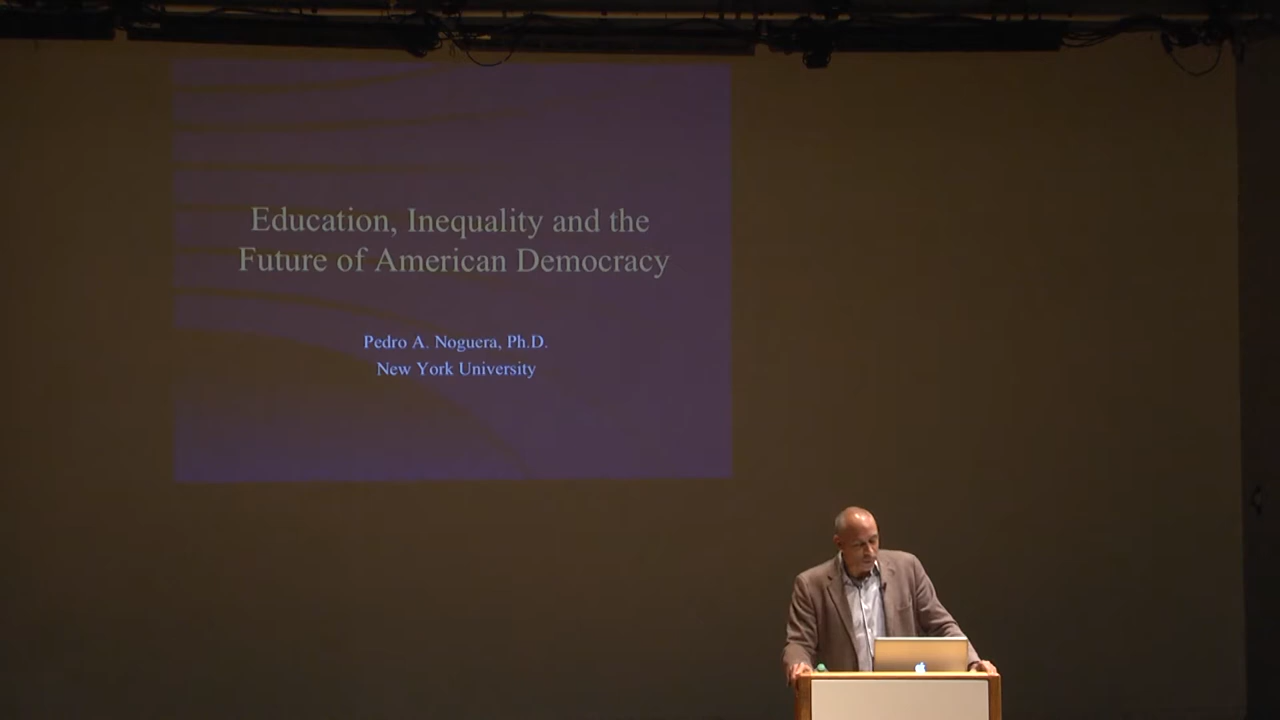 Education, Inequality and the
Future of American Democracy
Pedro A. Noguera, Ph.D.
New York University